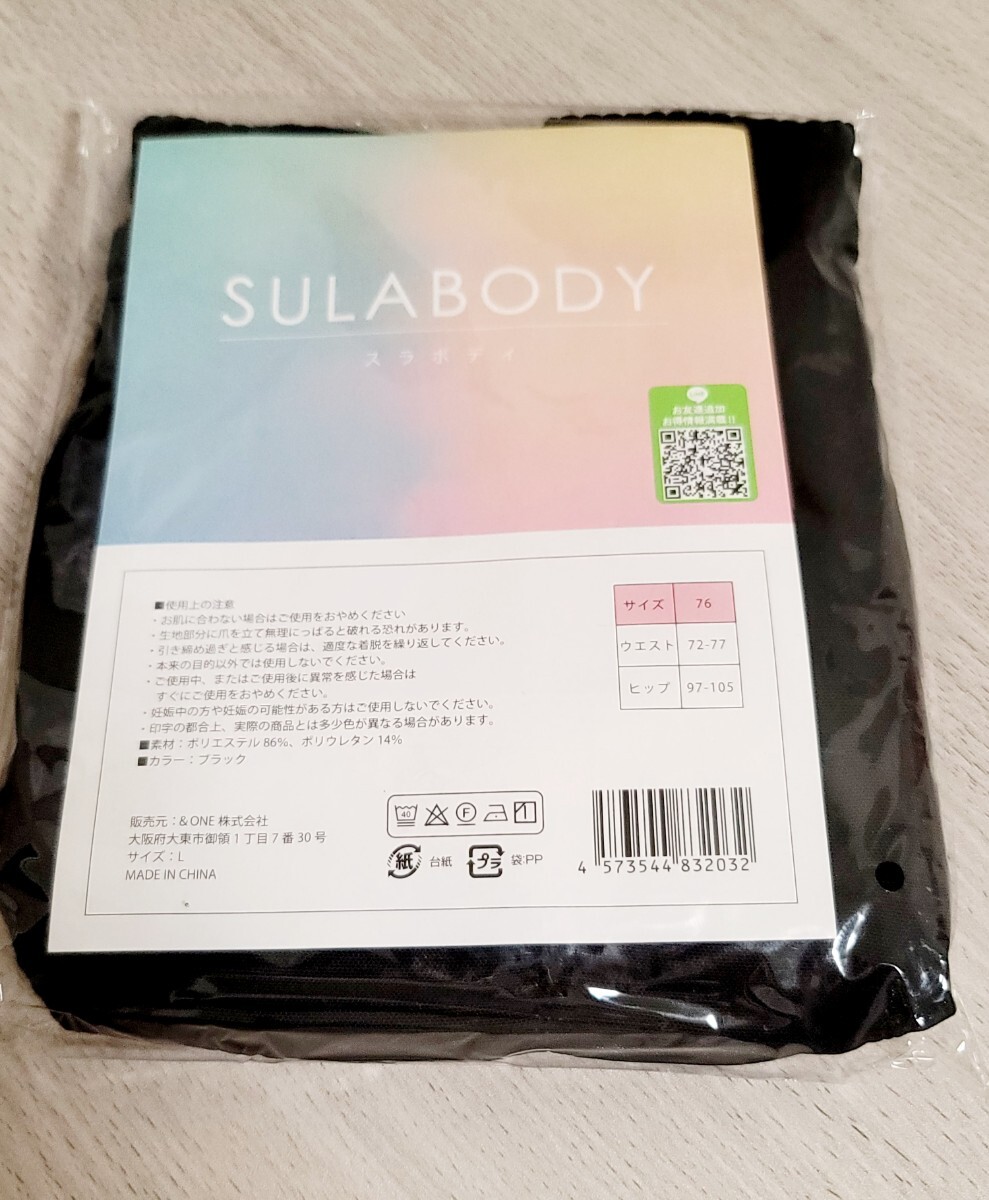 SULABODY
スラボディ
LINE
お友達追加
お得情報満載!!
■使用上の注意
・お肌に合わない場合はご使用をおやめください
・生地部分に爪を立て無理にっぱると破れる恐れがあります。
・引き締め過ぎと感じる場合は、適度な着脱を繰り返してください。
・本来の目的以外では使用しないでください。
・ご使用中、またはご使用後に異常を感じた場合は
すぐにご使用をおやめください。
・妊娠中の方や妊娠の可能性がある方はご使用しないでください。
・印字の都合上、実際の商品とは多少色が異なる場合があります。
■素材：ポリエステル 86%、ポリウレタン 14%
■カラー：ブラック
サイズ 76
ウエスト 72-77
ヒップ 97-105
販売元：& ONE 株式会社
大阪府大東市御領 1 丁目 7 番 30 号
サイズ：L
MADE IN CHINA
40 F
紙 台紙 プラ 袋:PP
4 573544 832032